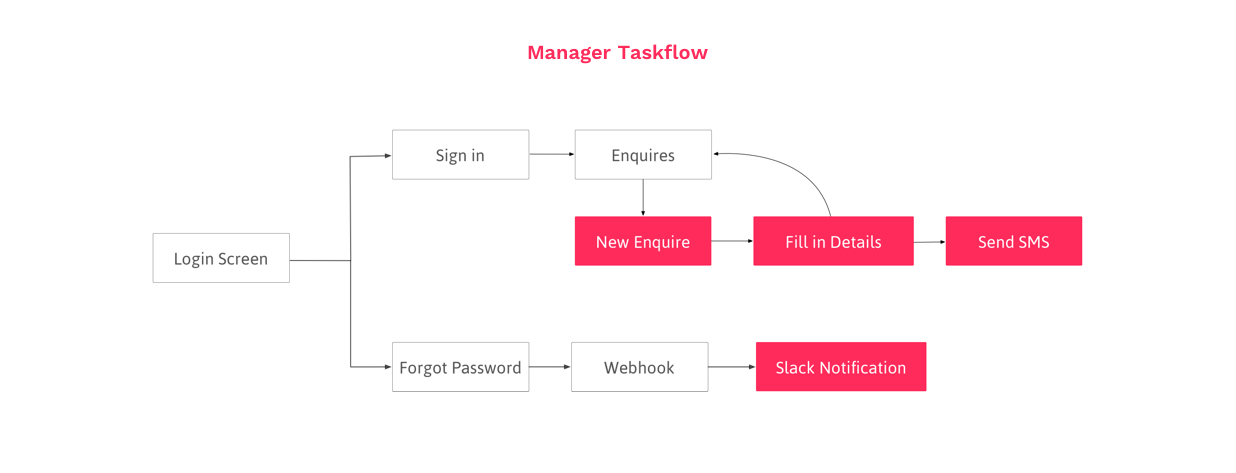 Manager Taskflow
Sign in
Enquires
New Enquire
Fill in Details
Send SMS
Login Screen
Forgot Password
Webhook
Slack Notification